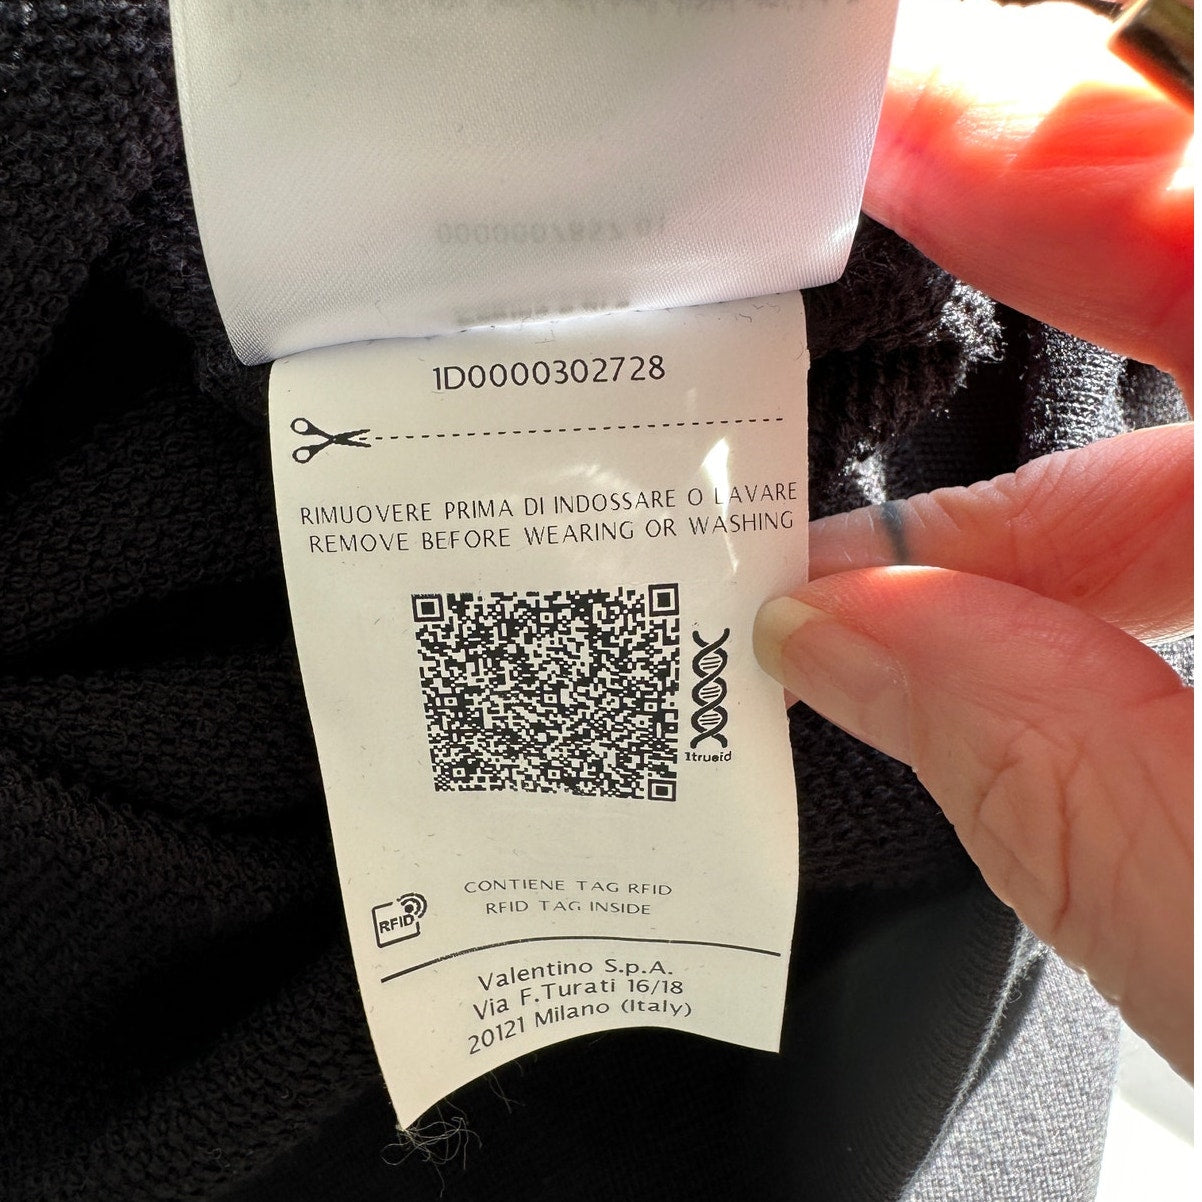 1D0000302728
RIMUOVERE PRIMA DI INDOSSARE O LAVARE
REMOVE BEFORE WEARING OR WASHING
1trueid
CONTIENE TAG RFID
RFID TAG INSIDE
RFID
Valentino S.p.A.
Via F.Turati 16/18
20121 Milano (Italy)